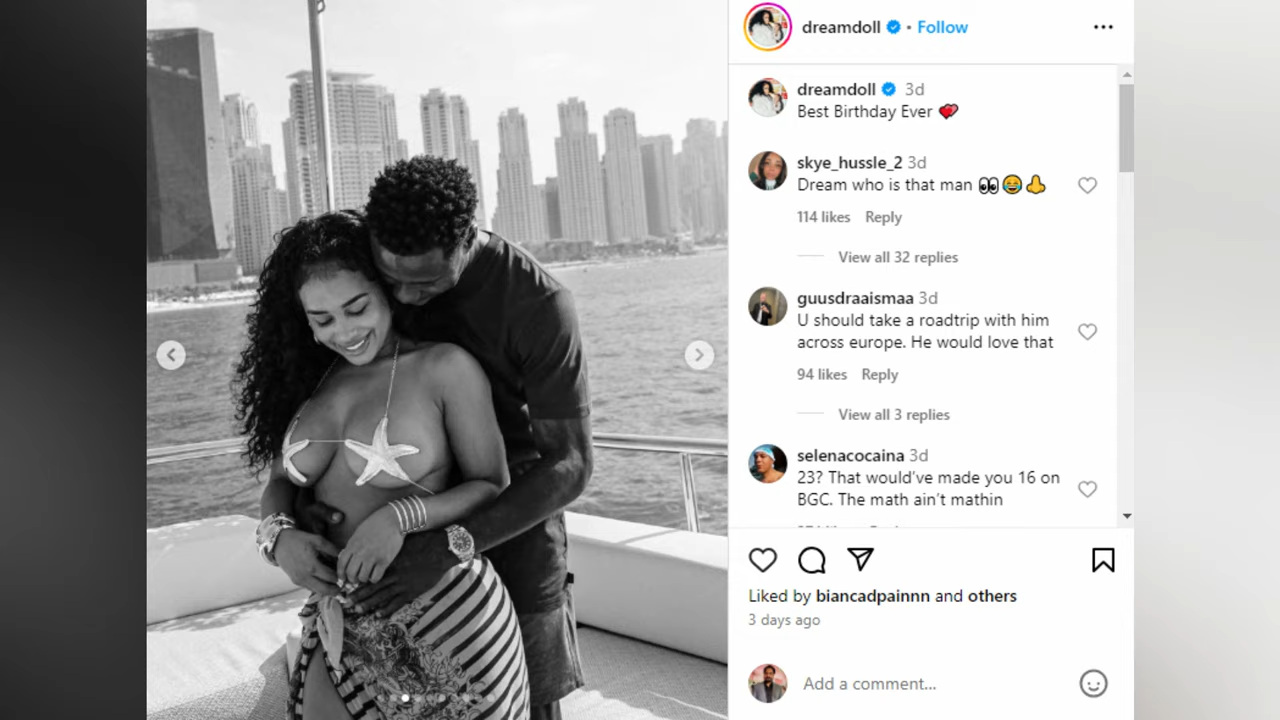 dreamdoll • Follow
dreamdoll 3d
Best Birthday Ever 💞
skye_hussle_2 3d
Dream who is that man 👀😂👃
114 likes Reply
View all 32 replies
guusdraaismaa 3d
U should take a roadtrip with him
across europe. He would love that
94 likes Reply
View all 3 replies
selenacocaina 3d
23? That would've made you 16 on
BGC. The math ain't mathin
Liked by biancadpainnn and others
3 days ago
Add a comment...